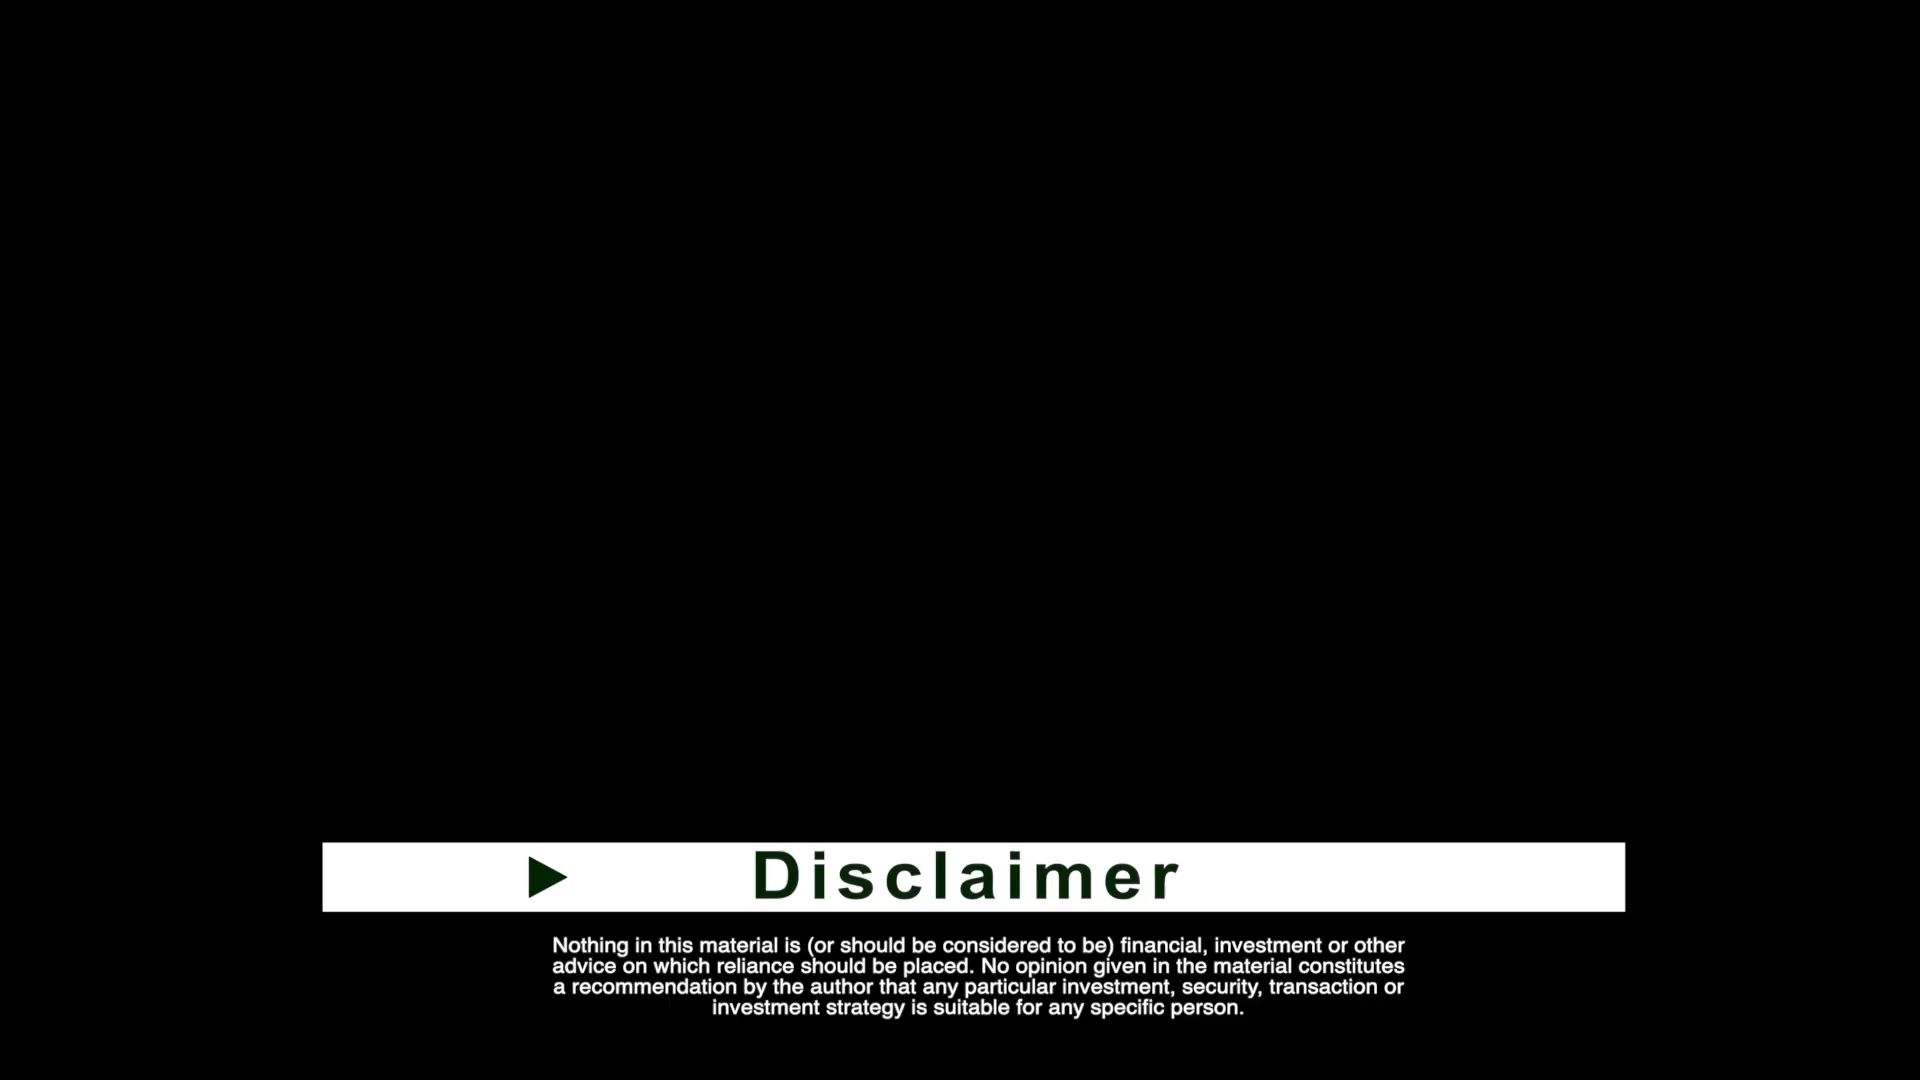 Disclaimer
Nothing in this material is (or should be considered to be) financial, investment or other
advice on which reliance should be placed. No opinion given in the material constitutes
a recommendation by the author that any particular investment, security, transaction or
investment strategy is suitable for any specific person.